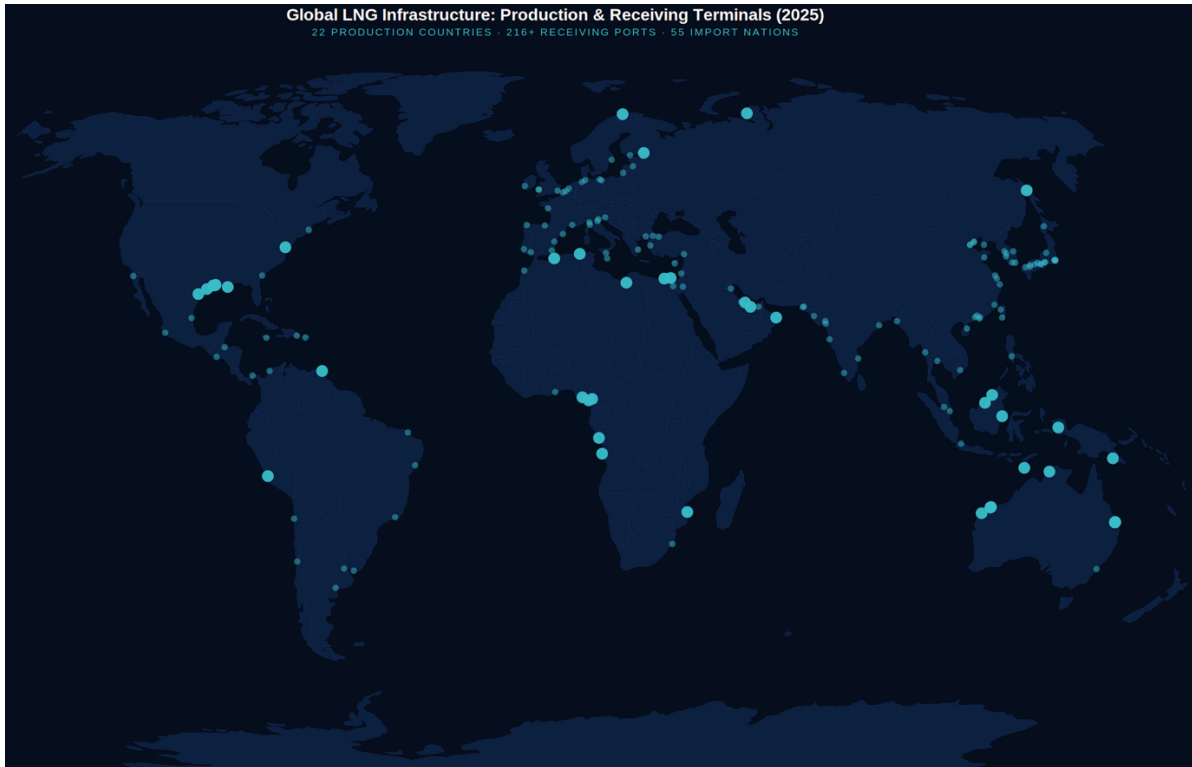 Global LNG Infrastructure: Production & Receiving Terminals (2025)
22 PRODUCTION COUNTRIES · 216+ RECEIVING PORTS · 55 IMPORT NATIONS